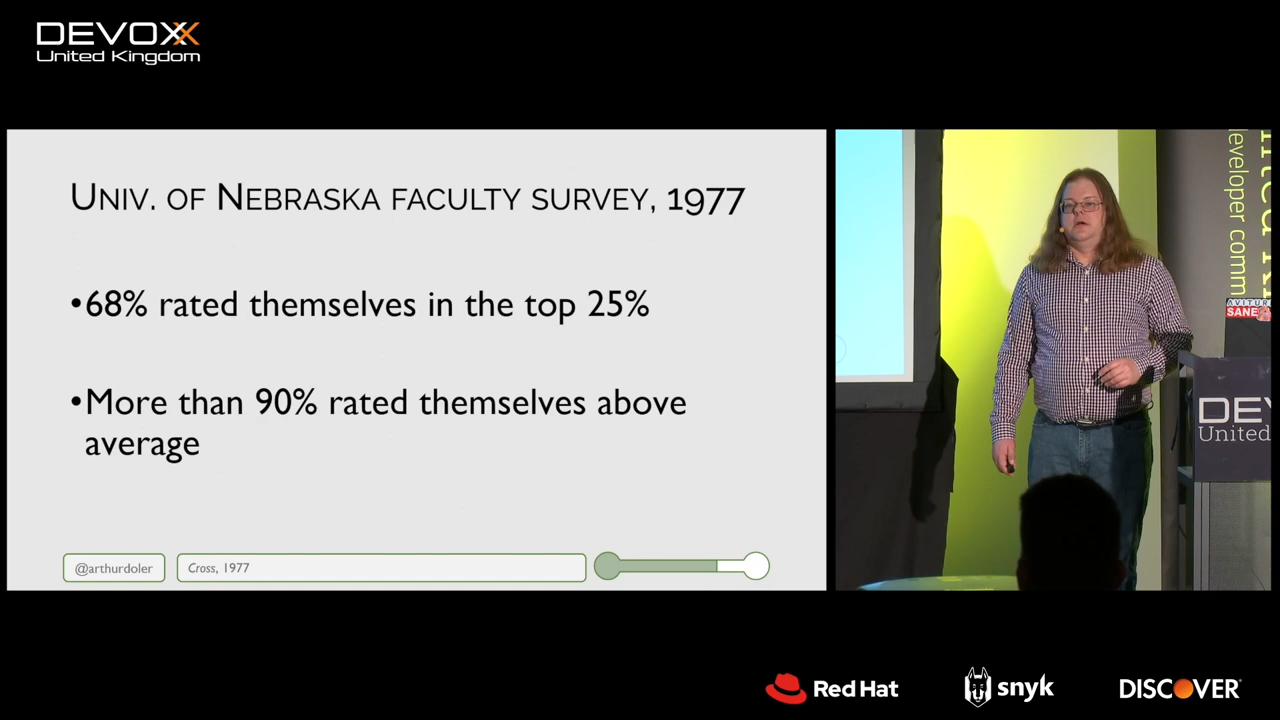 DEVOXX
United Kingdom
UNIV. OF NEBRASKA FACULTY SURVEY, 1977
•68% rated themselves in the top 25%
•More than 90% rated themselves above
average
@arthurdoler
Cross, 1977
eveloper comm
AVITUR
SANE
DEV
United
Red Hat
snyk
DISCOVER